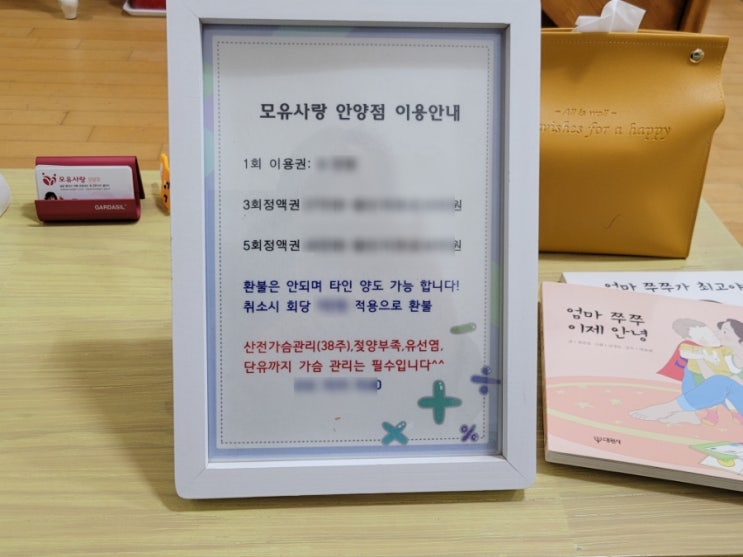 모유사랑 안양점 이용안내
1회 이용권:
3회정액권 원
5회정액권 원
환불은 안되며 타인 양도 가능 합니다!
취소시 회당 적용으로 환불
산전가슴관리(38주),젖양부족,유선염,
단유까지 가슴 관리는 필수입니다^^
0
모유사랑
GARDASIL
All is well
wishes for a happy
엄마 쭈쭈가 최고야
엄마 쭈쭈
이제 안녕
대원사